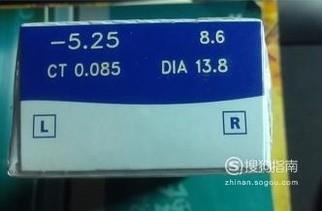 -5.25 8.6
CT 0.085 DIA 13.8
L R
S 搜狗指南
zhinan.sogou.com